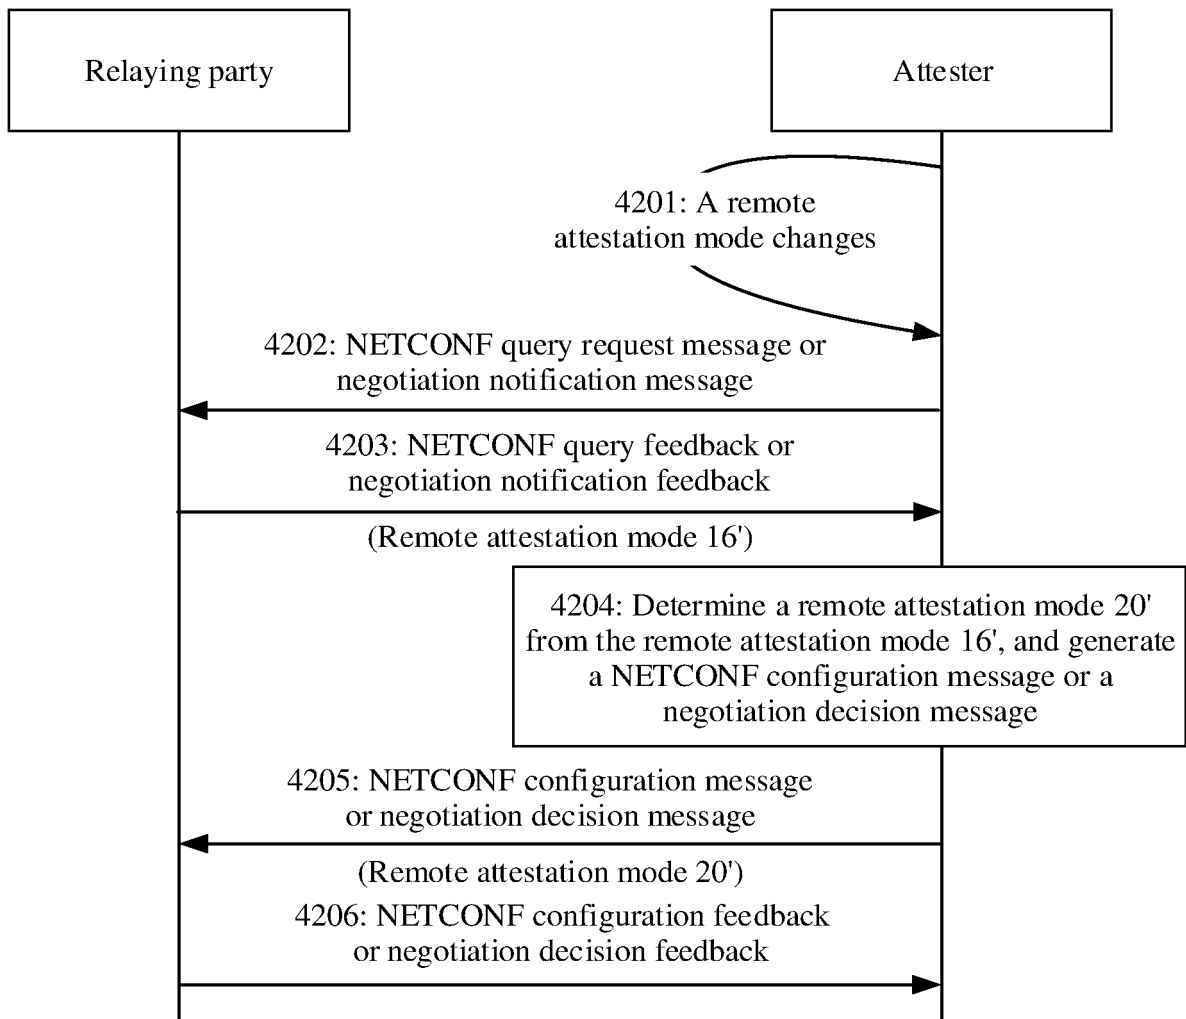 Relaying party
Attester
4201: A remote
attestation mode changes
4202: NETCONF query request message or
negotiation notification message
4203: NETCONF query feedback or
negotiation notification feedback
(Remote attestation mode 16')
4204: Determine a remote attestation mode 20'
from the remote attestation mode 16', and generate
a NETCONF configuration message or a
negotiation decision message
4205: NETCONF configuration message
or negotiation decision message
(Remote attestation mode 20')
4206: NETCONF configuration feedback
or negotiation decision feedback